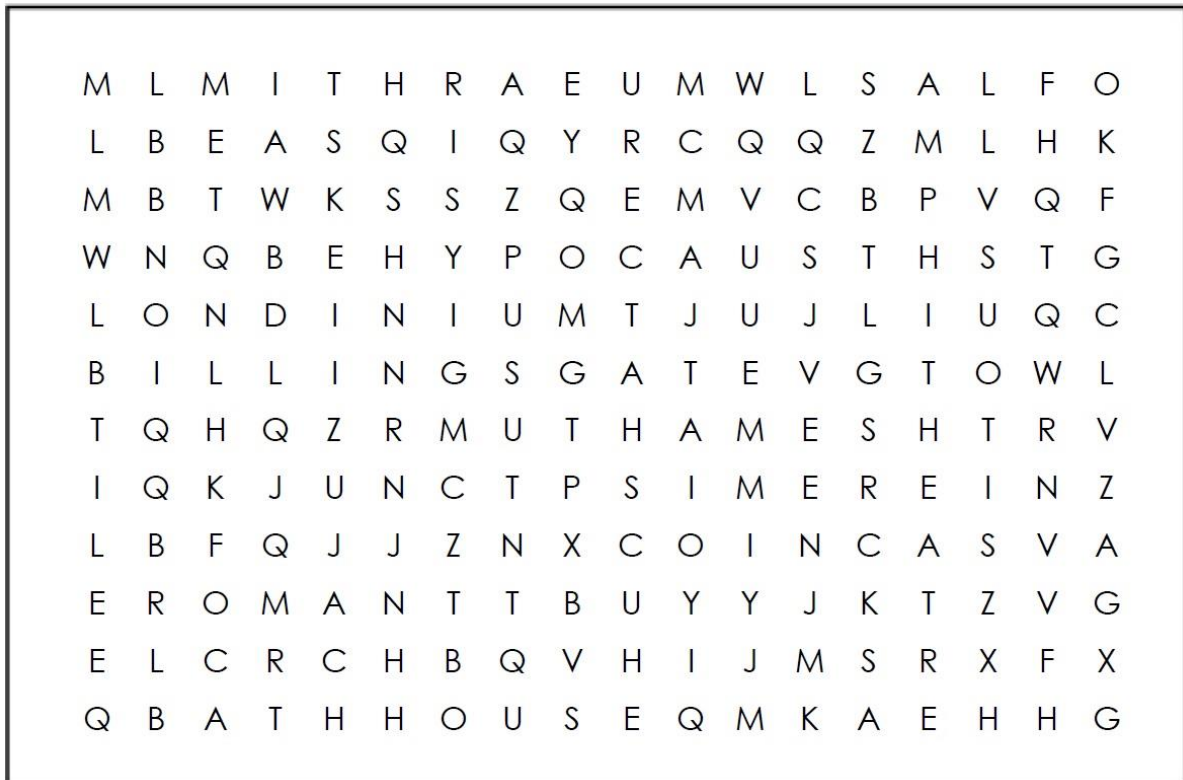 M L M I T H R A E U M W L S A L F O
L B E A S Q I Q Y R C Q Q Z M L H K
M B T W K S S Z Q E M V C B P V Q F
W N Q B E H Y P O C A U S T H S T G
L O N D I N I U M T J U J L I U Q C
B I L L I N G S G A T E V G T O W L
T Q H Q Z R M U T H A M E S H T R V
I Q K J U N C T P S I M E R E I N Z
L B F Q J J Z N X C O I N C A S V A
E R O M A N T T B U Y Y J K T Z V G
E L C R C H B Q V H I J M S R X F X
Q B A T H H O U S E Q M K A E H H G